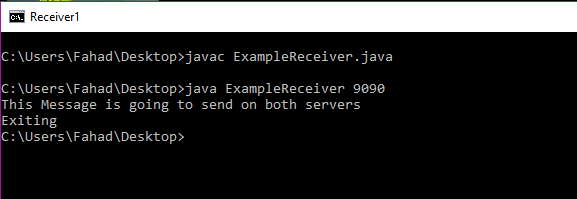 Receiver1
C:\Users\Fahad\Desktop>javac ExampleReceiver.java
C:\Users\Fahad\Desktop>java ExampleReceiver 9090
This Message is going to send on both servers
Exiting
C:\Users\Fahad\Desktop>